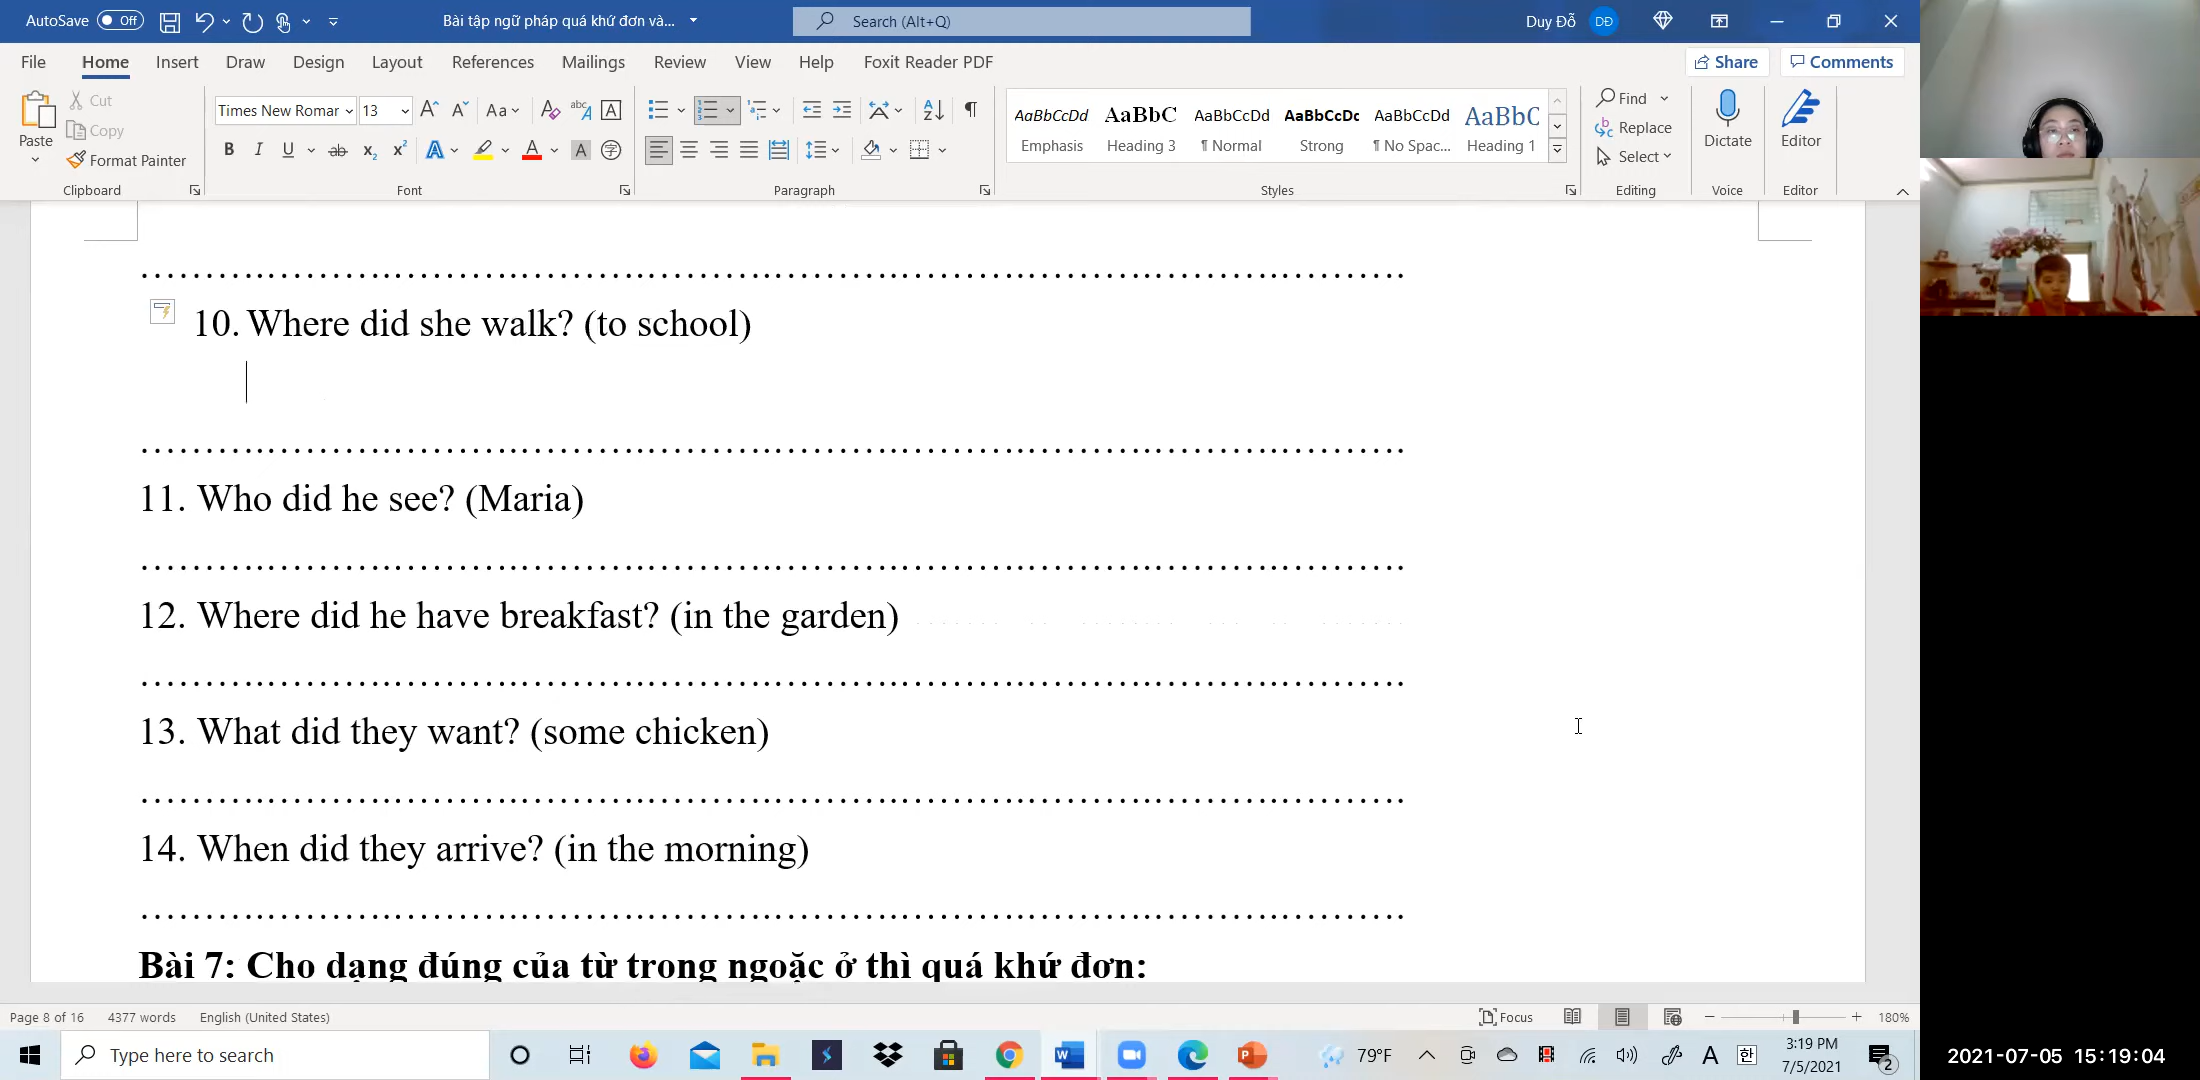 AutoSave Off Bài tập ngữ pháp quá khứ đơn và... Search (Alt+Q) Duy Đỗ DĐ
File Home Insert Draw Design Layout References Mailings Review View Help Foxit Reader PDF Share Comments
Paste Cut Copy Format Painter Clipboard
Times New Romar 13 Aa Font
Paragraph
AaBbCcDd AaBbC AaBbCcDd AaBbCcDc AaBbCcDd AaBbC
Emphasis Heading 3 ¶ Normal Strong ¶ No Spac... Heading 1
Styles
Find Replace Select Editing
Dictate Voice
Editor Editor
10. Where did she walk? (to school)
11. Who did he see? (Maria)
12. Where did he have breakfast? (in the garden)
13. What did they want? (some chicken)
14. When did they arrive? (in the morning)
Bài 7: Cho dạng đúng của từ trong ngoặc ở thì quá khứ đơn:
Page 8 of 16 4377 words English (United States) Focus 180%
Type here to search 79°F 3:19 PM
7/5/2021 2
2021-07-05 15:19:04